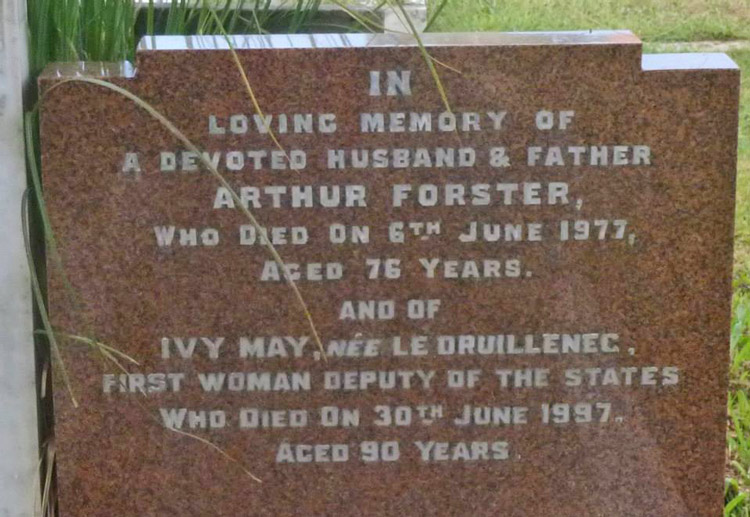 IN
LOVING MEMORY OF
A DEVOTED HUSBAND & FATHER
ARTHUR FORSTER,
WHO DIED ON 6TH JUNE 1977,
AGED 76 YEARS.
AND OF
IVY MAY, NÉE LE DRUILLENEC,
FIRST WOMAN DEPUTY OF THE STATES
WHO DIED ON 30TH JUNE 1997.
AGED 90 YEARS.